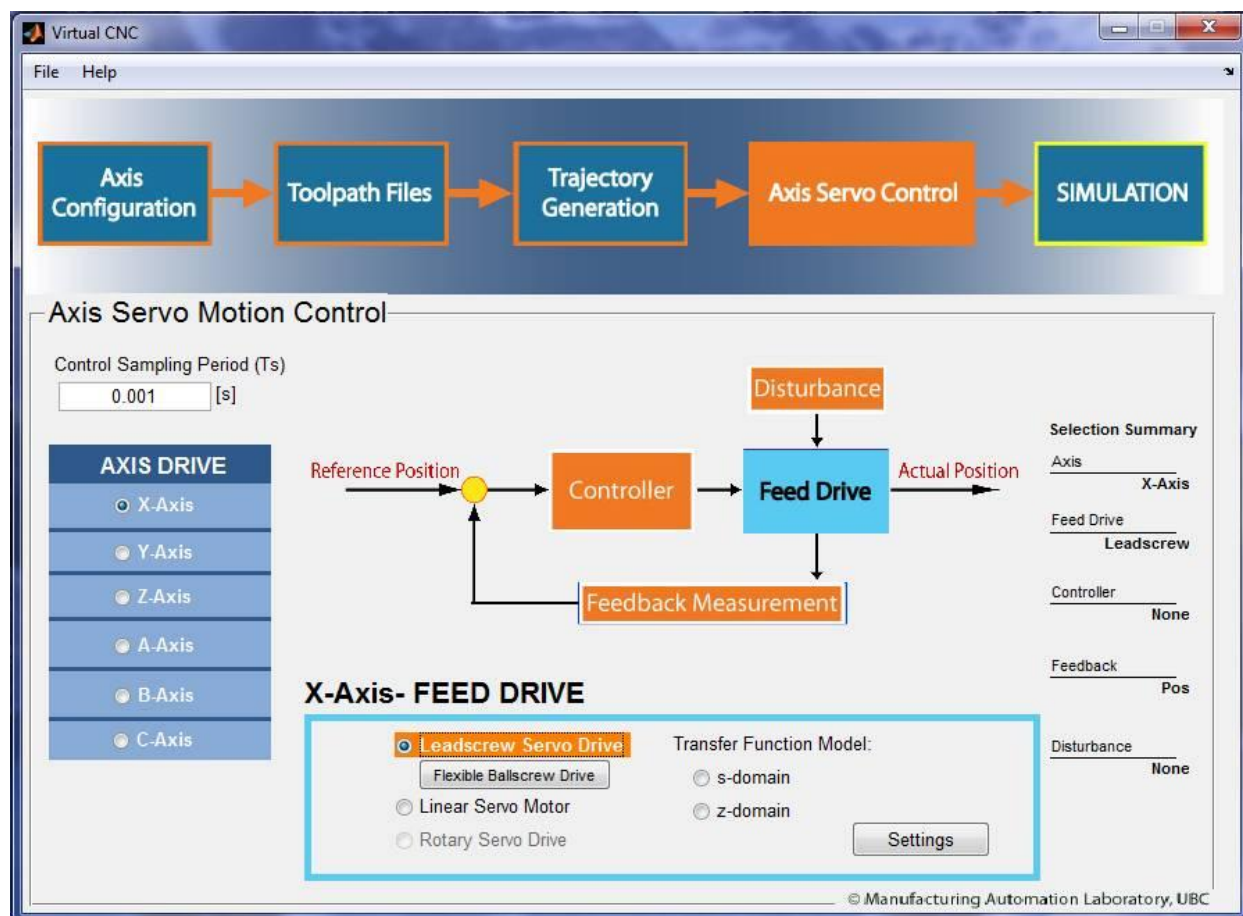 Virtual CNC
File Help
Axis
Configuration
Toolpath Files
Trajectory
Generation
Axis Servo Control
SIMULATION
Axis Servo Motion Control
Control Sampling Period (Ts)
0.001 [s]
AXIS DRIVE
X-Axis
Y-Axis
Z-Axis
A-Axis
B-Axis
C-Axis
Disturbance
Reference Position
Controller
Feed Drive
Actual Position
Feedback Measurement
Selection Summary
Axis
X-Axis
Feed Drive
Leadscrew
Controller
None
Feedback
Pos
Disturbance
None
X-Axis- FEED DRIVE
Leadscrew Servo Drive
Flexible Ballscrew Drive
Linear Servo Motor
Rotary Servo Drive
Transfer Function Model:
s-domain
z-domain
Settings
© Manufacturing Automation Laboratory, UBC